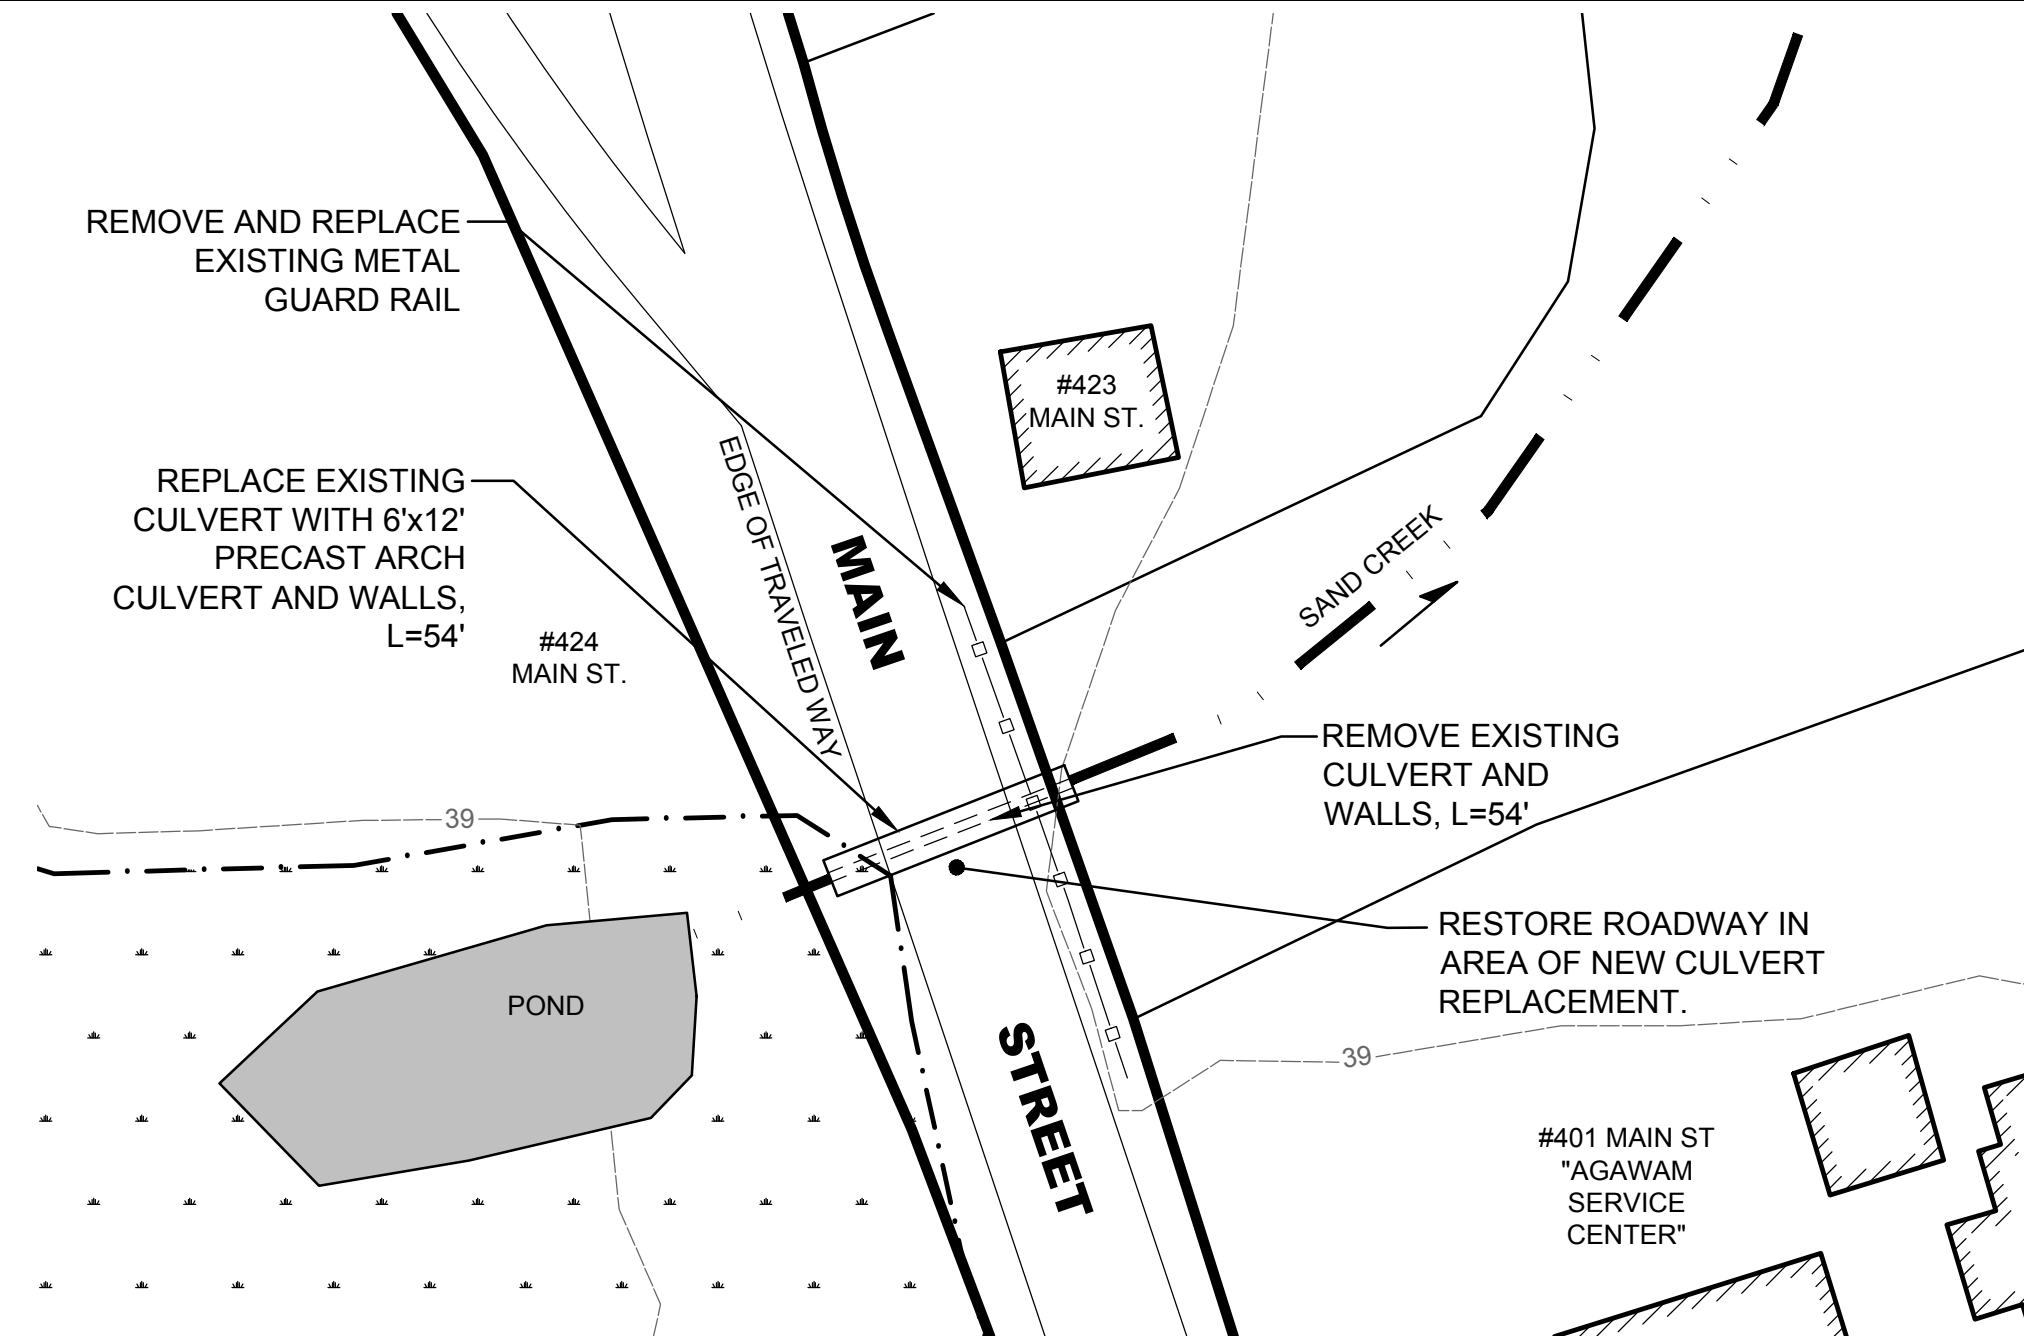 REMOVE AND REPLACE
EXISTING METAL
GUARD RAIL
#423
MAIN ST.
REPLACE EXISTING
CULVERT WITH 6'x12'
PRECAST ARCH
CULVERT AND WALLS,
L=54'
#424
MAIN ST.
EDGE OF TRAVELED WAY
MAIN
SAND CREEK
REMOVE EXISTING
CULVERT AND
WALLS, L=54'
39
RESTORE ROADWAY IN
AREA OF NEW CULVERT
REPLACEMENT.
POND
STREET
39
#401 MAIN ST
"AGAWAM
SERVICE
CENTER"